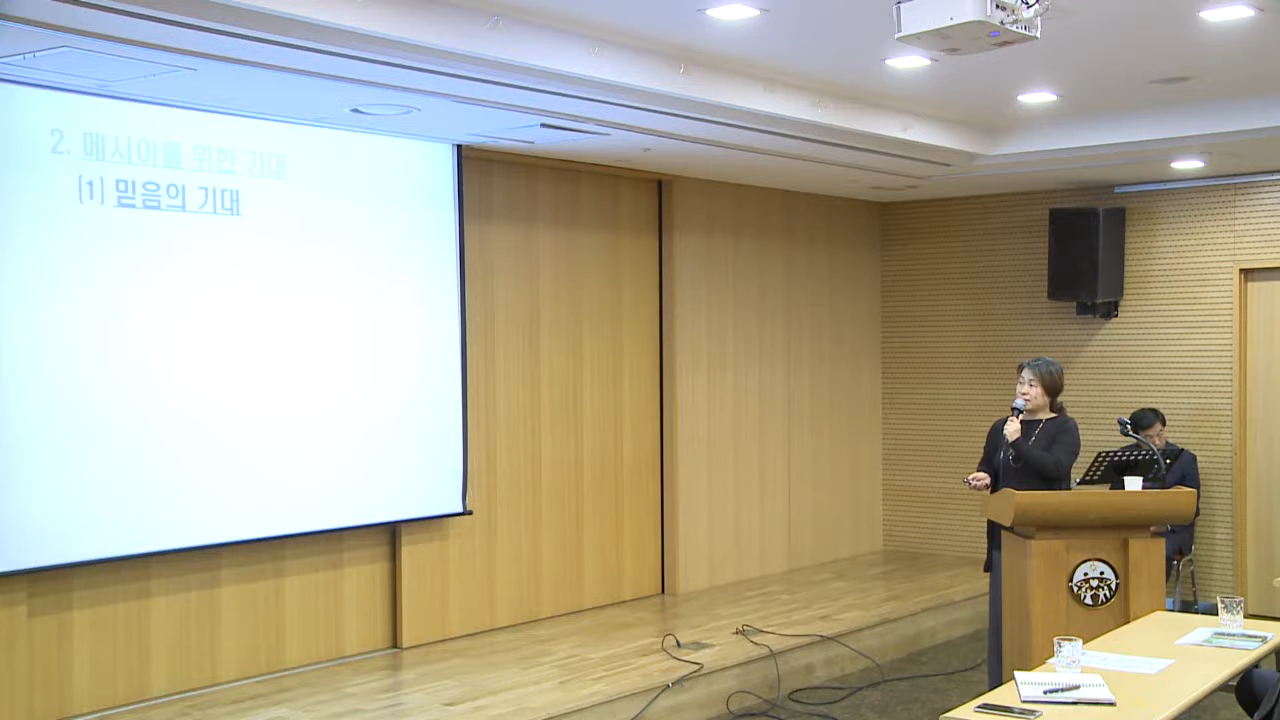 2. 메시아를 위한 기대
(1) 믿음의 기대